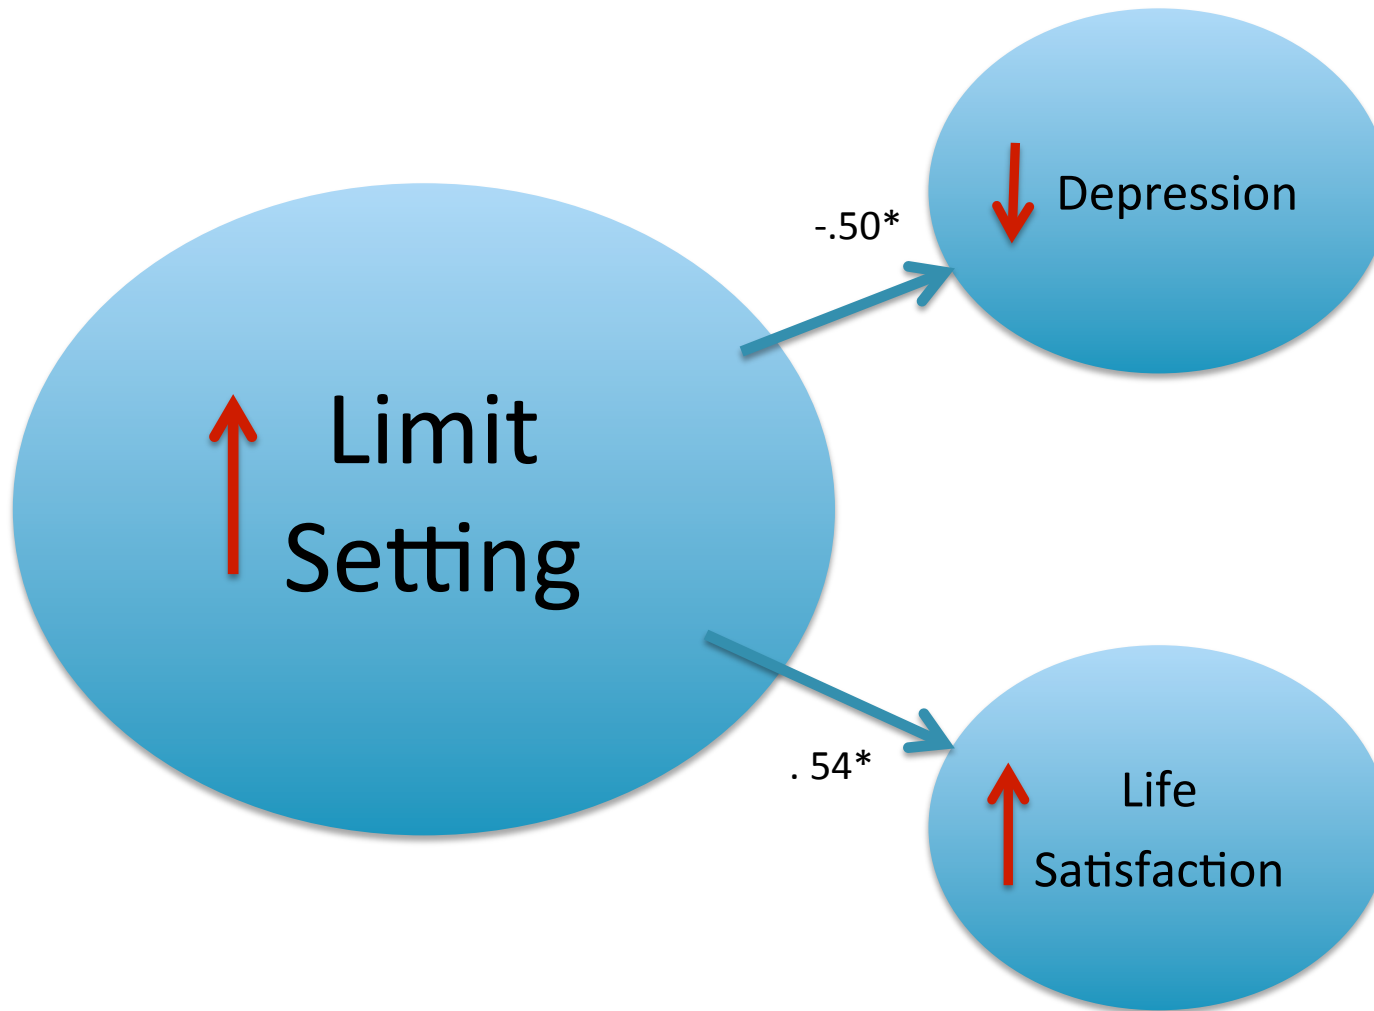 Depression
-.50*
Limit
Setting
. 54*
Life
Satisfaction